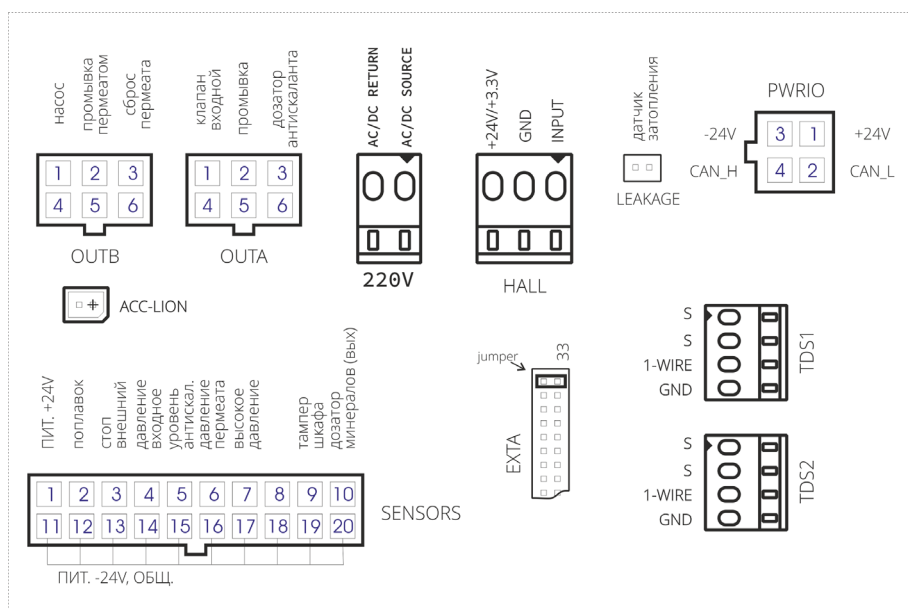 насос
промывка
пермеатом
сброс
пермеата
клапан
входной
промывка
дозатор
антискаланта
AC/DC RETURN
AC/DC SOURCE
+24V/+3.3V
GND
INPUT
датчик
затопления
PWRIO
-24V
3
1
+24V
CAN_H
4
2
CAN_L
1 2 3
4 5 6
OUTB
1 2 3
4 5 6
OUTA
220V
HALL
LEAKAGE
ACC-LION
S
S
1-WIRE
GND
TDS1
jumper
33
EXTA
S
S
1-WIRE
GND
TDS2
ПИТ. +24V
поплавок
стоп
внешний
давление
входное
уровень
антискал.
давление
пермеата
высокое
давление
тампер
шкафа
дозатор
минералов (вых)
1 2 3 4 5 6 7 8 9 10
11 12 13 14 15 16 17 18 19 20
SENSORS
ПИТ. -24V, ОБЩ.